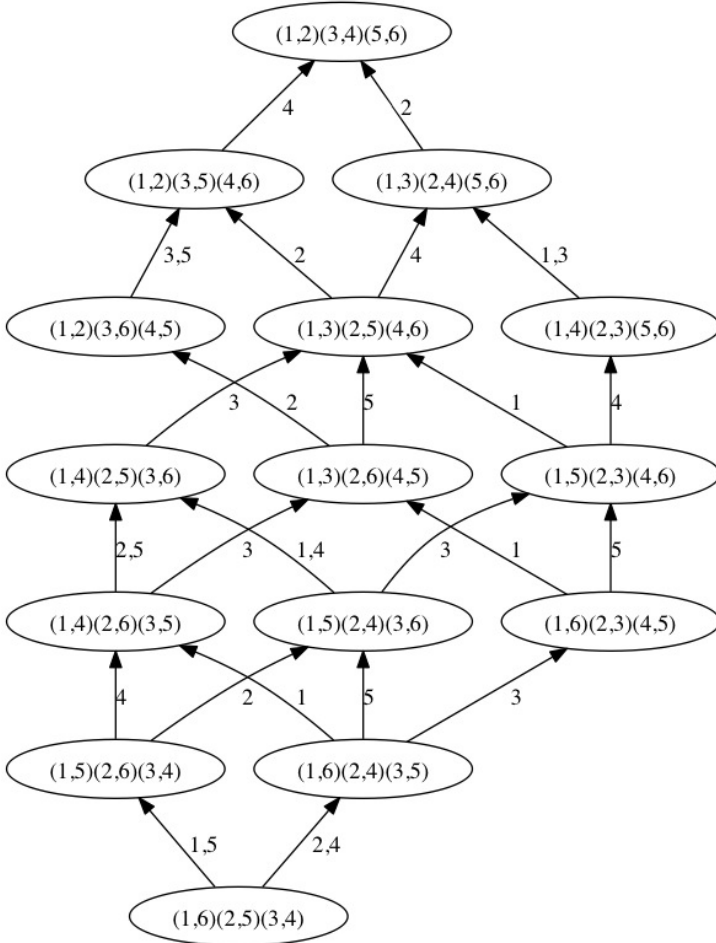 (1,2)(3,4)(5,6)
4 2
(1,2)(3,5)(4,6) (1,3)(2,4)(5,6)
3,5 2 4 1,3
(1,2)(3,6)(4,5) (1,3)(2,5)(4,6) (1,4)(2,3)(5,6)
3 2 5 1 4
(1,4)(2,5)(3,6) (1,3)(2,6)(4,5) (1,5)(2,3)(4,6)
2,5 3 1,4 3 1 5
(1,4)(2,6)(3,5) (1,5)(2,4)(3,6) (1,6)(2,3)(4,5)
4 2 1 5 3
(1,5)(2,6)(3,4) (1,6)(2,4)(3,5)
1,5 2,4
(1,6)(2,5)(3,4)